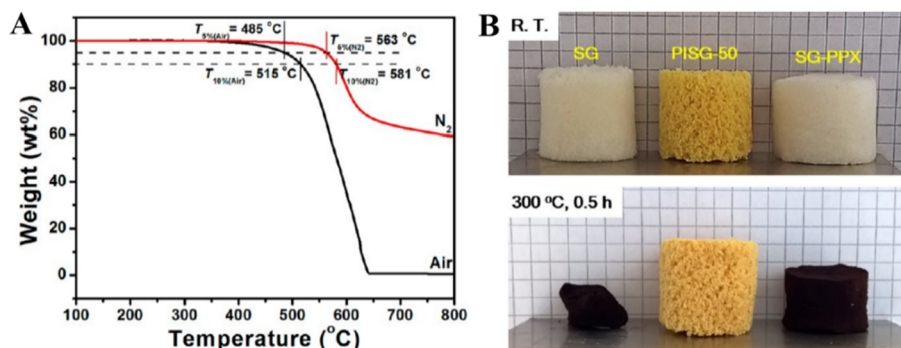 A
T5%(Air) = 485 °C
T5%(N2) = 563 °C
T10%(Air) = 515 °C
T10%(N2) = 581 °C
N2
Air
Weight (wt%)
100
80
60
40
20
0
100 200 300 400 500 600 700 800
Temperature (°C)
B
R. T.
SG PISG-50 SG-PPX
300 °C, 0.5 h